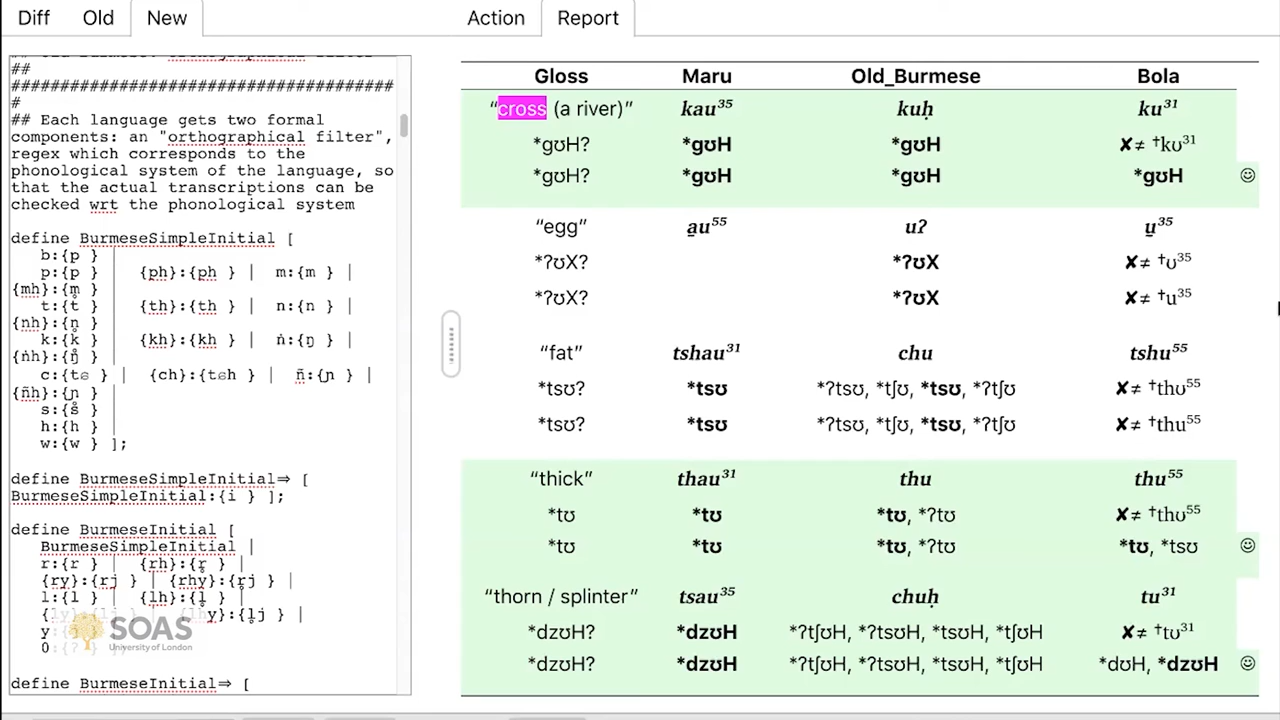 Diff Old New
Action Report
##
#####################################
#
## Each language gets two formal
components: an "orthographical filter",
regex which corresponds to the
phonological system of the language, so
that the actual transcriptions can be
checked wrt the phonological system
define BurmeseSimpleInitial [
b:{p } |
p:{p } | {ph}:{ph } | m:{m } |
{mh}:{m̥ }
t:{t } | {th}:{th } | n:{n } |
{nh}:{n̥ }
k:{k } | {kh}:{kh } | ṅ:{ŋ } |
{ṅh}:{ŋ̊ }
c:{tɕ } | {ch}:{tɕh } | ñ:{ɲ } |
{ñh}:{ɲ̥ }
s:{s̊ } |
h:{h } |
w:{w } ];
define BurmeseSimpleInitial⇒ [
BurmeseSimpleInitial:{i } ];
define BurmeseInitial [
BurmeseSimpleInitial |
r:{r } | {rh}:{r̥ } |
{ry}:{rj } | {rhy}:{r̥j } |
l:{l } | {lh}:{l̥ } |
{ly}:{lj } | {lhy}:{l̥j } |
SOAS
University of London
define BurmeseInitial⇒ [
Gloss Maru Old_Burmese Bola
“cross (a river)” kau³⁵ kuḥ ku³¹
*gʊH? *gʊH *gʊH ✘≠ †kʊ³¹
*gʊH? *gʊH *gʊH *gʊH ☺
“egg” a̱u⁵⁵ uʔ u̱³⁵
*ʔʊX? *ʔʊX ✘≠ †ʊ³⁵
*ʔʊX? *ʔʊX ✘≠ †u³⁵
“fat” tshau³¹ chu tshu⁵⁵
*tsʊ? *tsʊ *ʔtsʊ, *tʃʊ, *tsʊ, *ʔtʃʊ ✘≠ †thʊ⁵⁵
*tsʊ? *tsʊ *ʔtsʊ, *tʃʊ, *tsʊ, *ʔtʃʊ ✘≠ †thu⁵⁵
“thick” thau³¹ thu thu⁵⁵
*tʊ *tʊ *tʊ, *ʔtʊ ✘≠ †thʊ⁵⁵
*tʊ *tʊ *tʊ, *ʔtʊ *tʊ, *tsʊ ☺
“thorn / splinter” tsau³⁵ chuḥ tu³¹
*dzʊH? *dzʊH *ʔtʃʊH, *ʔtsʊH, *tsʊH, *tʃʊH ✘≠ †tʊ³¹
*dzʊH? *dzʊH *ʔtʃʊH, *ʔtsʊH, *tsʊH, *tʃʊH *dʊH, *dzʊH ☺